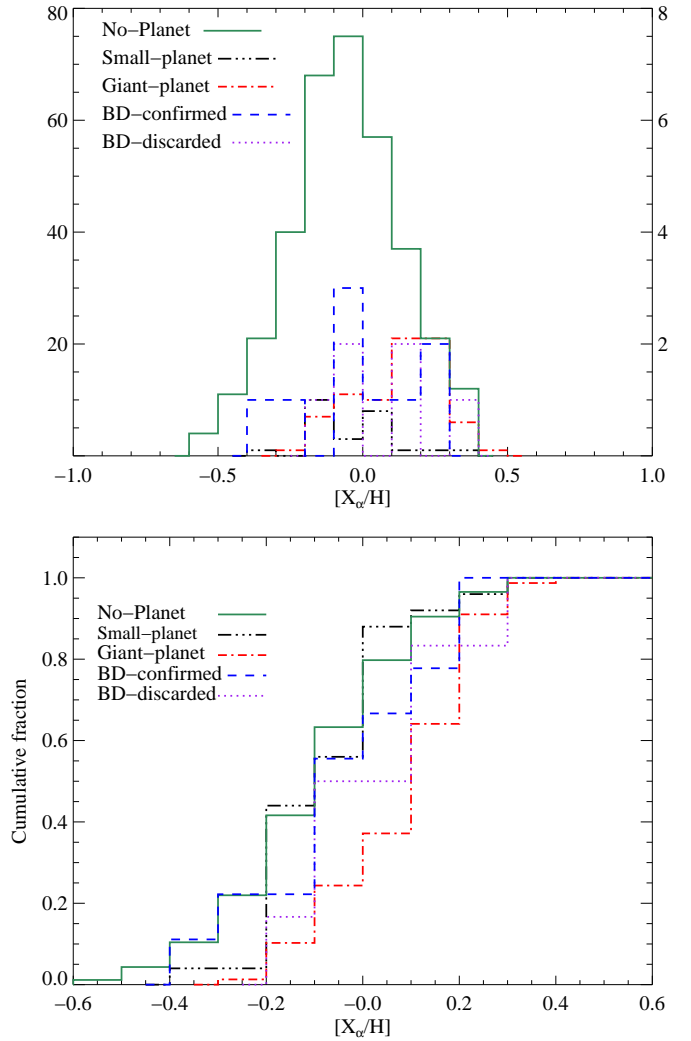 80 8
No−Planet
Small−planet
Giant−planet
BD−confirmed
BD−discarded
60 6
40 4
20 2
−1.0 −0.5 0.0 0.5 1.0
[Xα/H]
1.0
No−Planet
Small−planet
Giant−planet
BD−confirmed
BD−discarded
0.8
0.6
Cumulative fraction
0.4
0.2
0.0
−0.6 −0.4 −0.2 −0.0 0.2 0.4 0.6
[Xα/H]